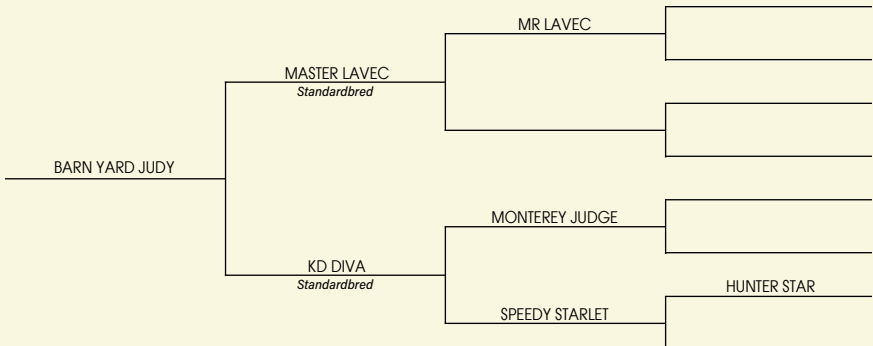 MR LAVEC
MASTER LAVEC
Standardbred
BARN YARD JUDY
MONTEREY JUDGE
KD DIVA
Standardbred
HUNTER STAR
SPEEDY STARLET